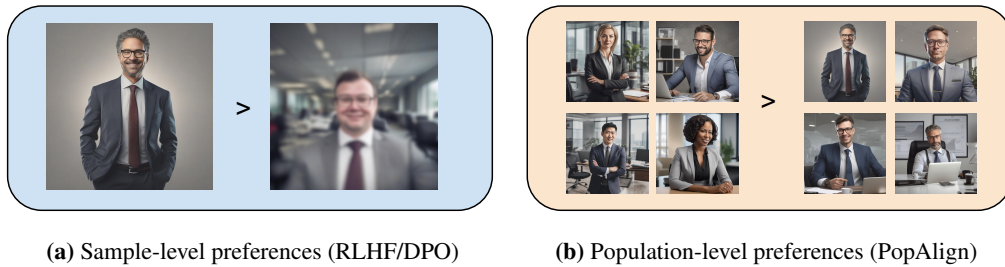 >
>
(a) Sample-level preferences (RLHF/DPO)
(b) Population-level preferences (PopAlign)